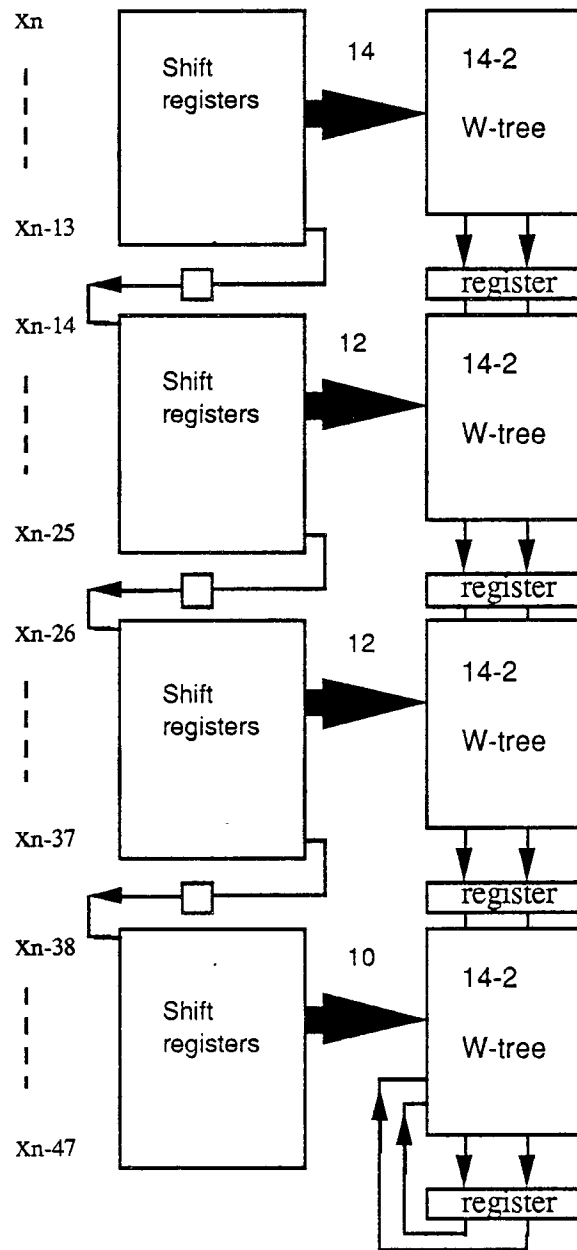 Xn
Shift
registers
14
14-2
W-tree
Xn-13
register
Xn-14
Shift
registers
12
14-2
W-tree
Xn-25
register
Xn-26
Shift
registers
12
14-2
W-tree
Xn-37
register
Xn-38
Shift
registers
10
14-2
W-tree
Xn-47
register